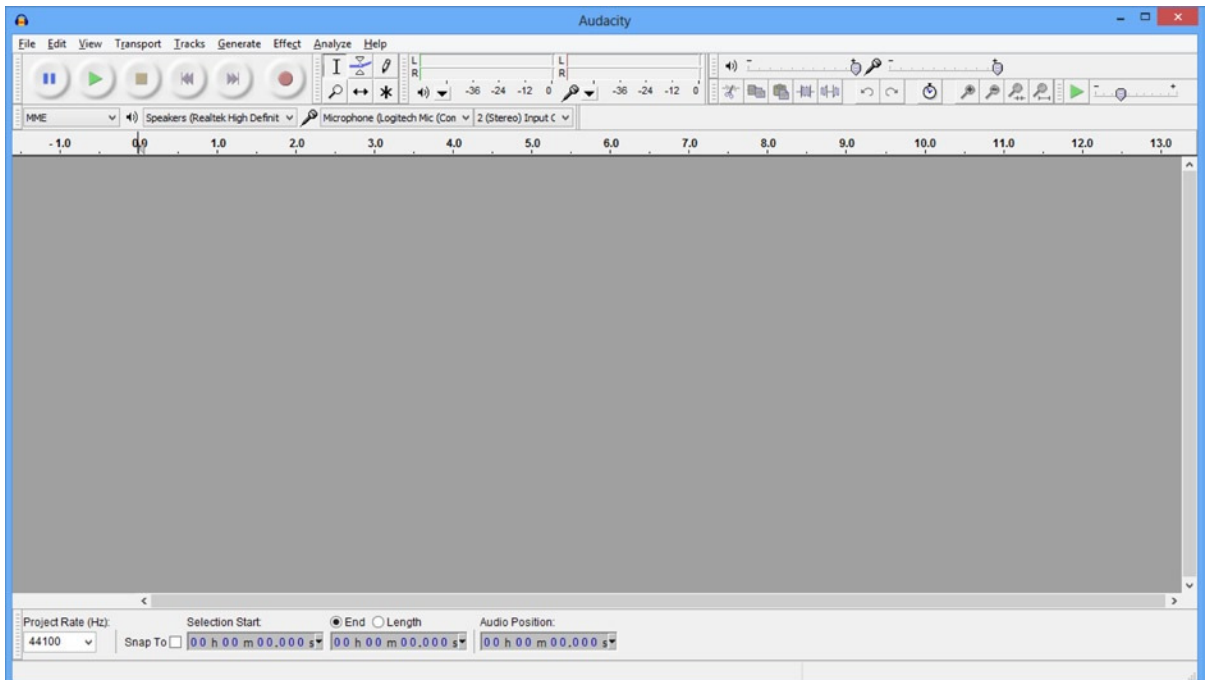 Audacity
File Edit View Transport Tracks Generate Effect Analyze Help
L L
R R
-36 -24 -12 0 -36 -24 -12 0
MME Speakers (Realtek High Definit Microphone (Logitech Mic (Con 2 (Stereo) Input C
- 1.0 0.0 1.0 2.0 3.0 4.0 5.0 6.0 7.0 8.0 9.0 10.0 11.0 12.0 13.0
Project Rate (Hz): Selection Start: End Length Audio Position:
44100 Snap To 00 h 00 m 00.000 s 00 h 00 m 00.000 s 00 h 00 m 00.000 s